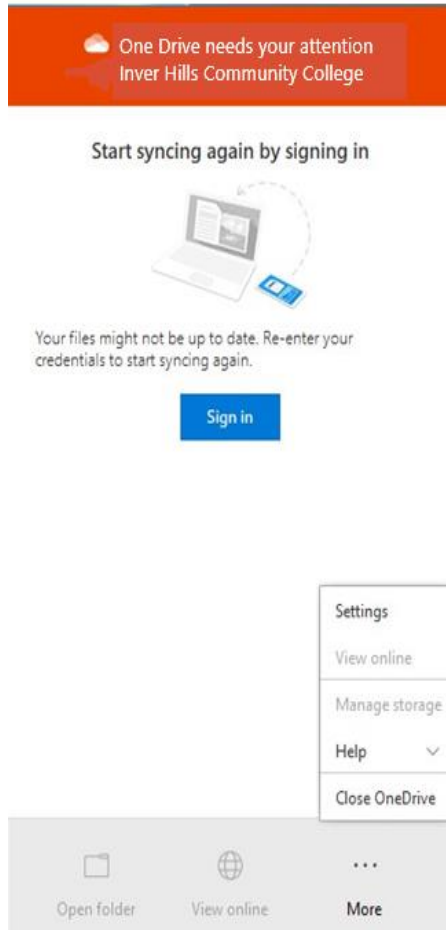 One Drive needs your attention
Inver Hills Community College
Start syncing again by signing in
Your files might not be up to date. Re-enter your
credentials to start syncing again.
Sign in
Settings
View online
Manage storage
Help
Close OneDrive
Open folder
View online
More